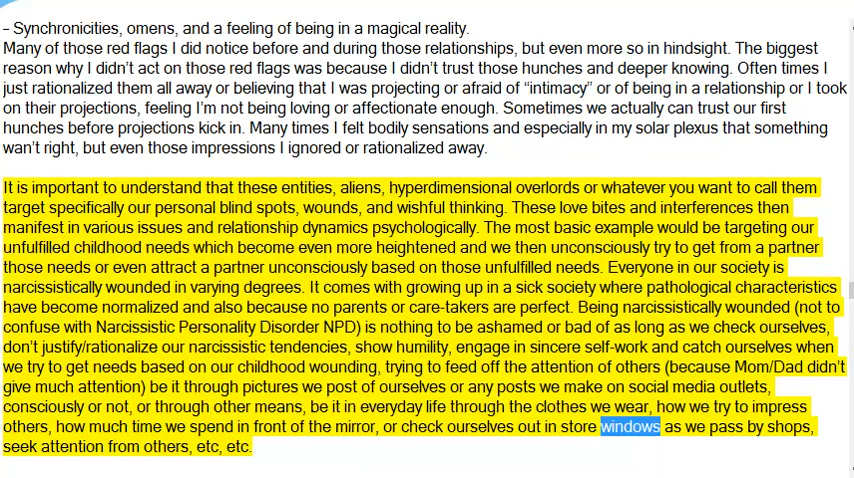 – Synchronicities, omens, and a feeling of being in a magical reality.
Many of those red flags I did notice before and during those relationships, but even more so in hindsight. The biggest
reason why I didn’t act on those red flags was because I didn’t trust those hunches and deeper knowing. Often times I
just rationalized them all away or believing that I was projecting or afraid of “intimacy” or of being in a relationship or I took
on their projections, feeling I’m not being loving or affectionate enough. Sometimes we actually can trust our first
hunches before projections kick in. Many times I felt bodily sensations and especially in my solar plexus that something
wan’t right, but even those impressions I ignored or rationalized away.
It is important to understand that these entities, aliens, hyperdimensional overlords or whatever you want to call them
target specifically our personal blind spots, wounds, and wishful thinking. These love bites and interferences then
manifest in various issues and relationship dynamics psychologically. The most basic example would be targeting our
unfulfilled childhood needs which become even more heightened and we then unconsciously try to get from a partner
those needs or even attract a partner unconsciously based on those unfulfilled needs. Everyone in our society is
narcissistically wounded in varying degrees. It comes with growing up in a sick society where pathological characteristics
have become normalized and also because no parents or care-takers are perfect. Being narcissistically wounded (not to
confuse with Narcissistic Personality Disorder NPD) is nothing to be ashamed or bad of as long as we check ourselves,
don’t justify/rationalize our narcissistic tendencies, show humility, engage in sincere self-work and catch ourselves when
we try to get needs based on our childhood wounding, trying to feed off the attention of others (because Mom/Dad didn’t
give much attention) be it through pictures we post of ourselves or any posts we make on social media outlets,
consciously or not, or through other means, be it in everyday life through the clothes we wear, how we try to impress
others, how much time we spend in front of the mirror, or check ourselves out in store windows as we pass by shops,
seek attention from others, etc, etc.